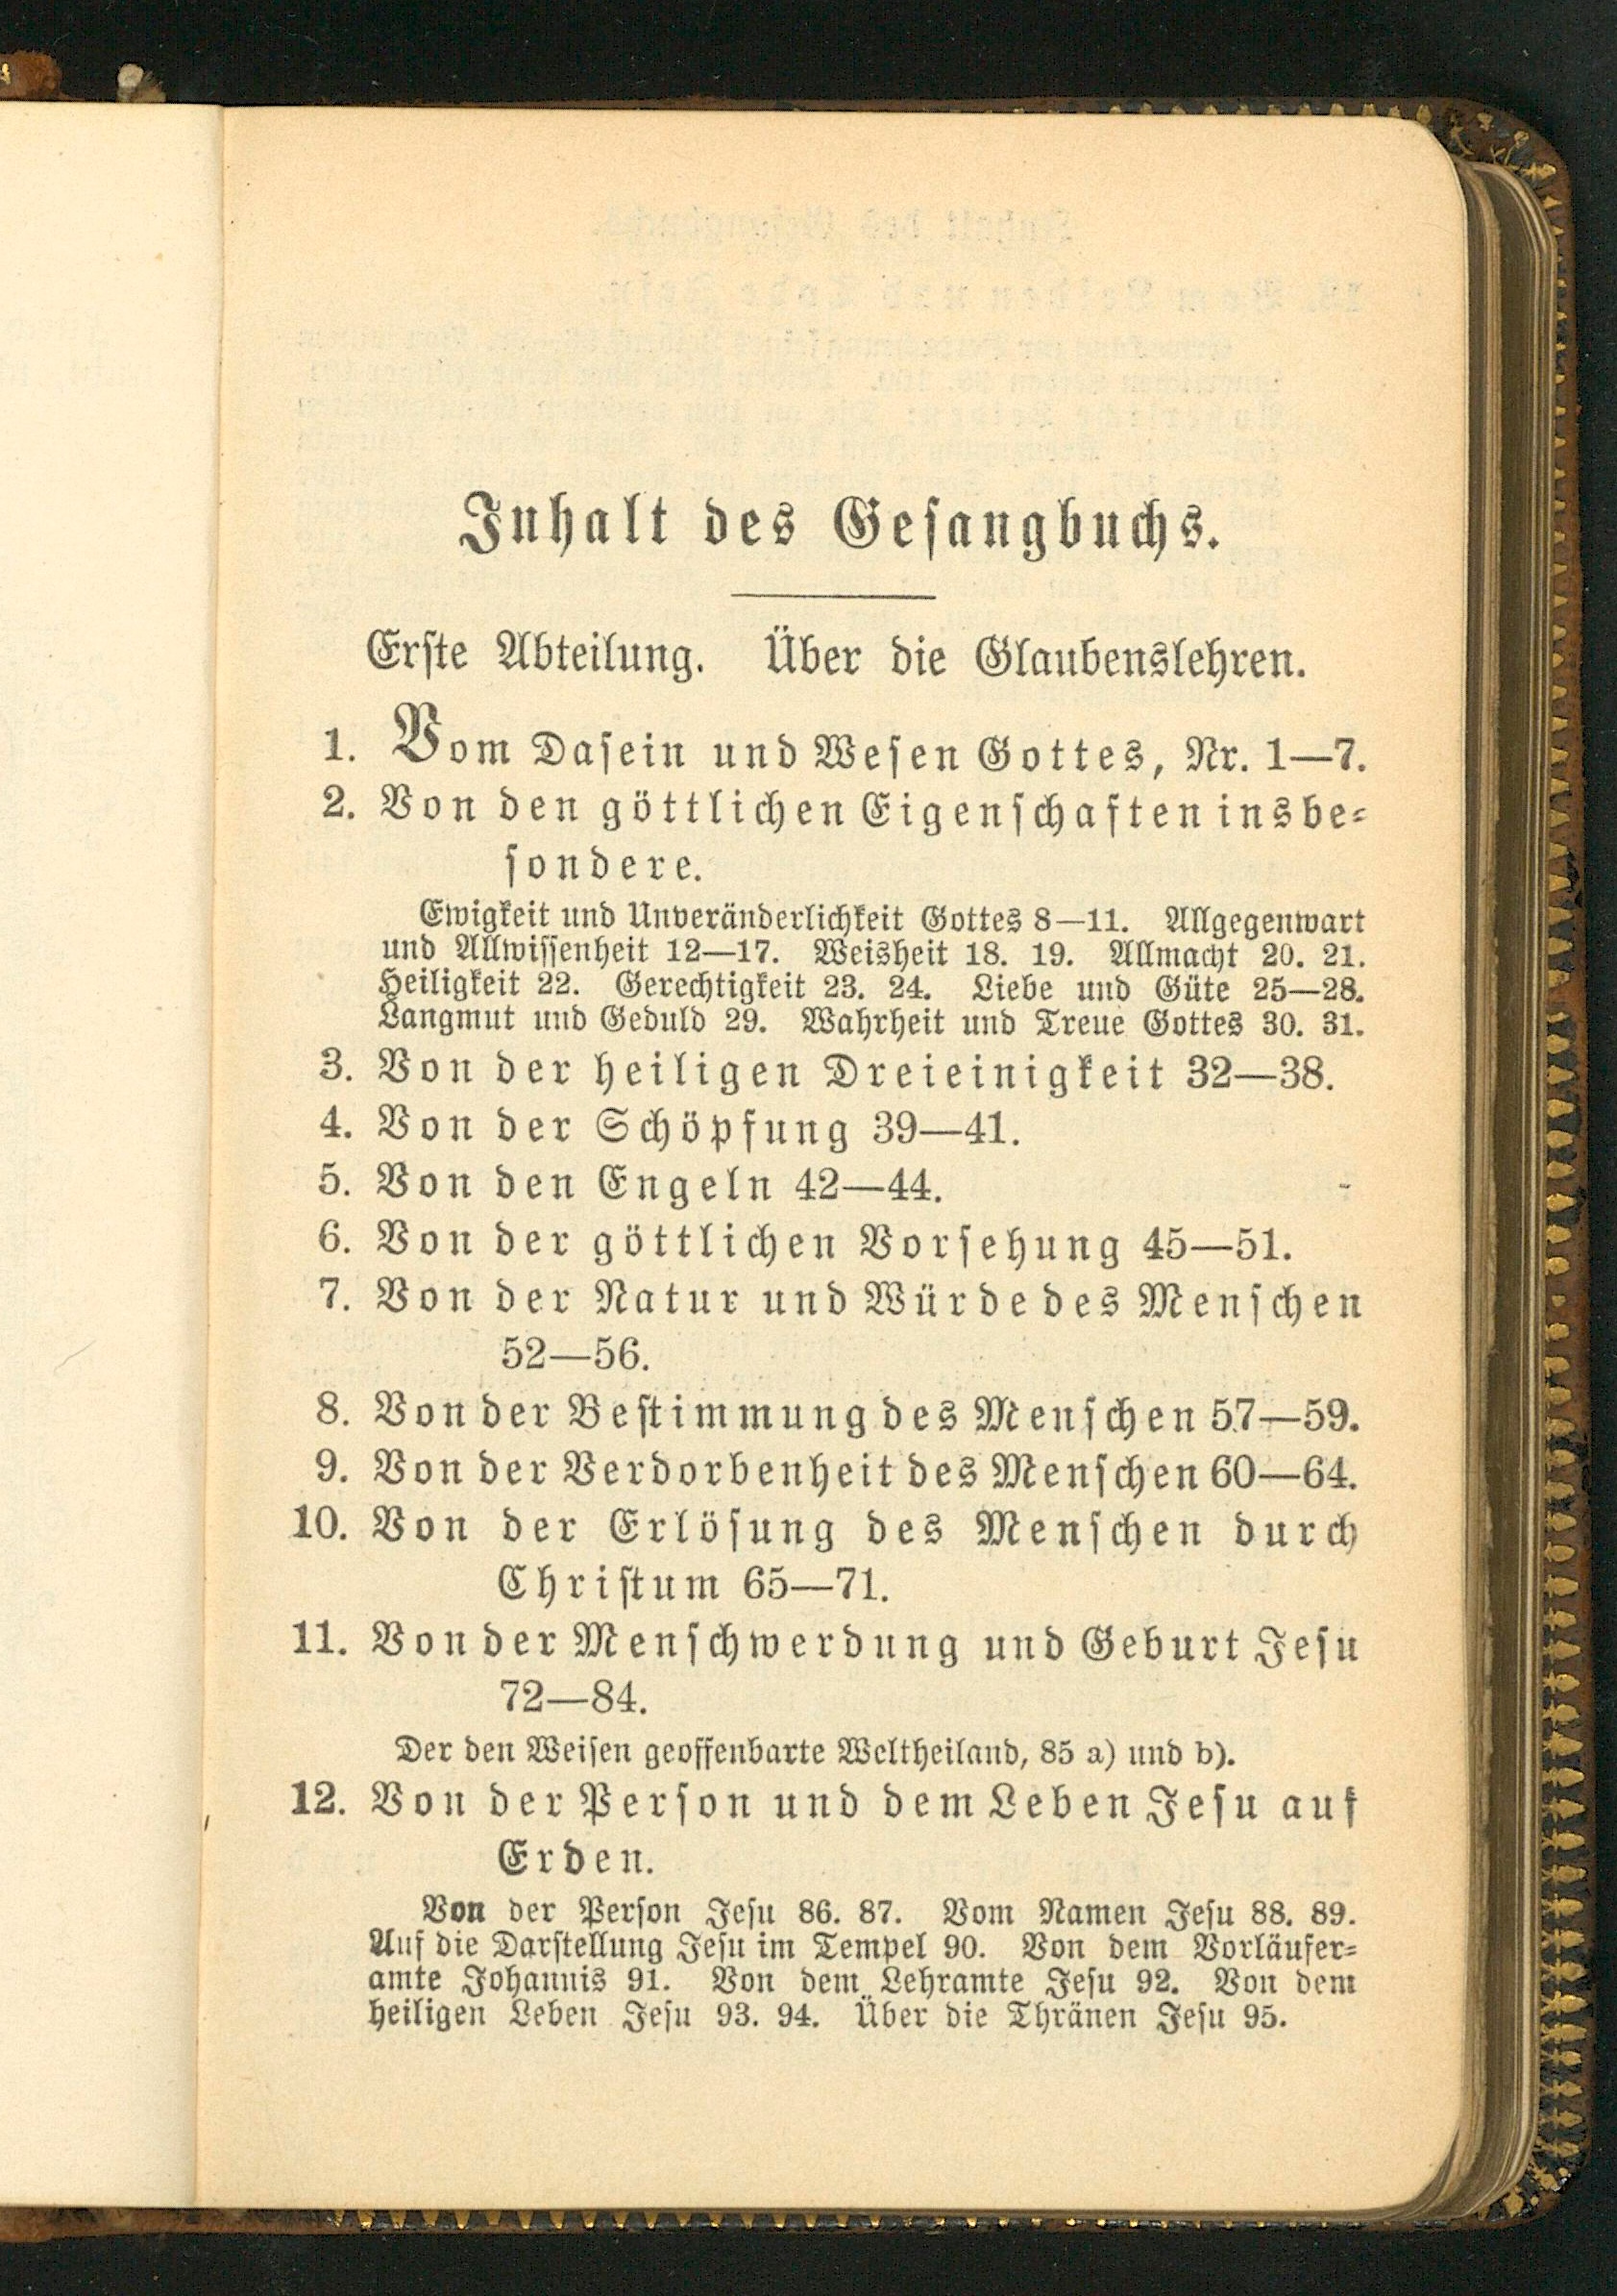 Inhalt des Gesangbuchs.
Erste Abteilung. Über die Glaubenslehren.
1. Vom Dasein und Wesen Gottes, Nr. 1—7.
2. Von den göttlichen Eigenschaften insbe-
sondere.
Ewigkeit und Unveränderlichkeit Gottes 8—11. Allgegenwart
und Allwissenheit 12—17. Weisheit 18. 19. Allmacht 20. 21.
Heiligkeit 22. Gerechtigkeit 23. 24. Liebe und Güte 25—28.
Langmut und Geduld 29. Wahrheit und Treue Gottes 30. 31.
3. Von der heiligen Dreieinigkeit 32—38.
4. Von der Schöpfung 39—41.
5. Von den Engeln 42—44.
6. Von der göttlichen Vorsehung 45—51.
7. Von der Natur und Würde des Menschen
52—56.
8. Von der Bestimmung des Menschen 57—59.
9. Von der Verdorbenheit des Menschen 60—64.
10. Von der Erlösung des Menschen durch
Christum 65—71.
11. Von der Menschwerdung und Geburt Jesu
72—84.
Der den Weisen geoffenbarte Weltheiland, 85 a) und b).
12. Von der Person und dem Leben Jesu auf
Erden.
Von der Person Jesu 86. 87. Vom Namen Jesu 88. 89.
Auf die Darstellung Jesu im Tempel 90. Von dem Vorläufer-
amte Johannis 91. Von dem Lehramte Jesu 92. Von dem
heiligen Leben Jesu 93. 94. Über die Thränen Jesu 95.